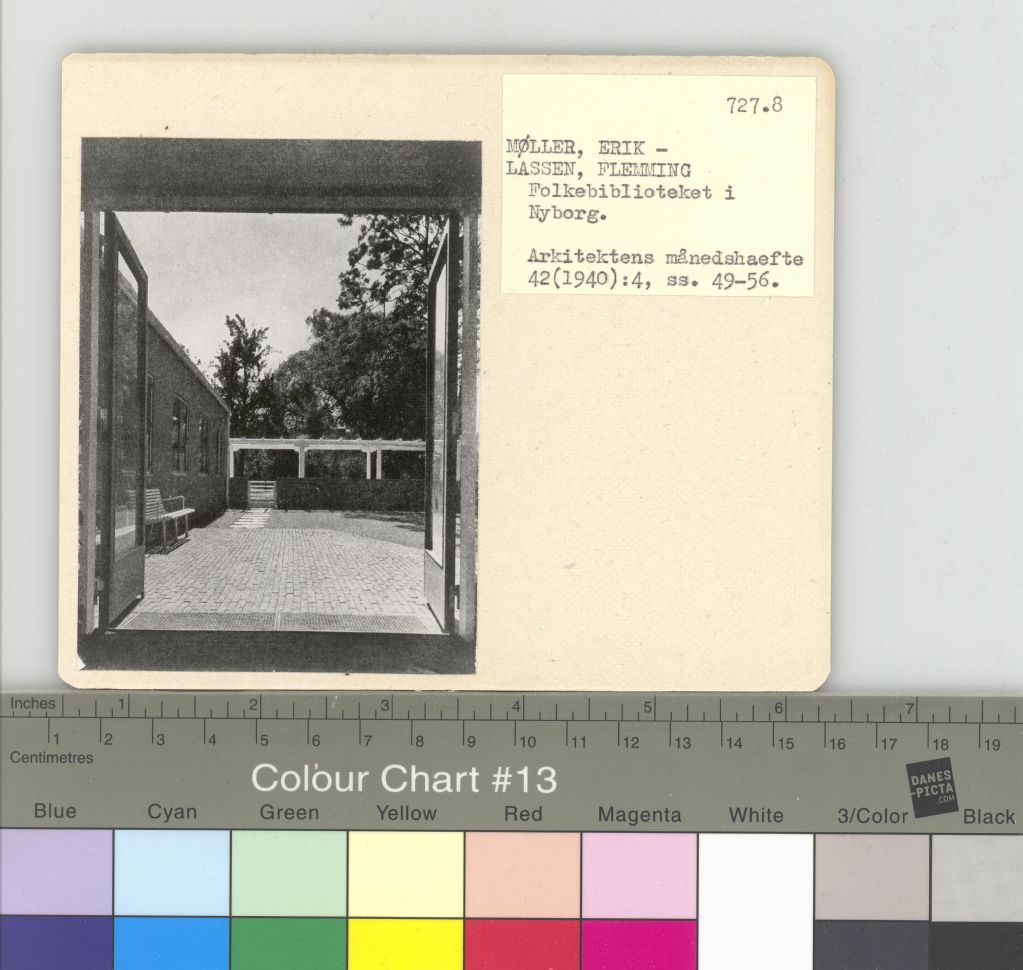 727.8
MØLLER, ERIK –
LASSEN, FLEMMING
Folkebiblioteket i
Nyborg.
Arkitektens månedshaefte
42(1940):4, ss. 49-56.
Inches 1 2 3 4 5 6 7
1 2 3 4 5 6 7 8 9 10 11 12 13 14 15 16 17 18 19
Centimetres
Colour Chart #13
DANES
-PICTA
.COM
Blue Cyan Green Yellow Red Magenta White 3/Color Black